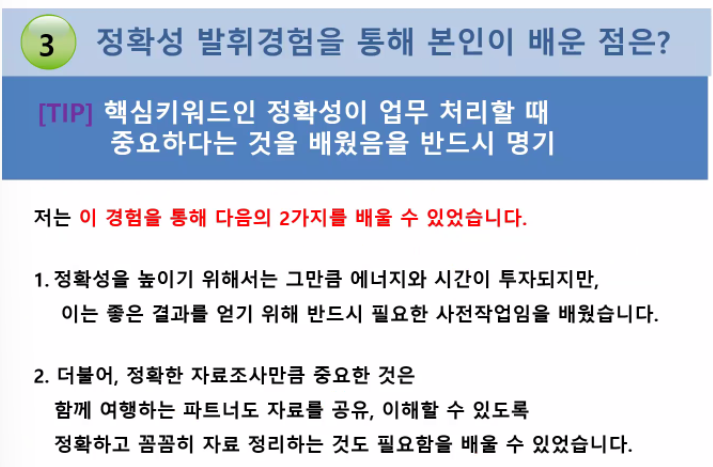 3 정확성 발휘경험을 통해 본인이 배운 점은?
[TIP] 핵심키워드인 정확성이 업무 처리할 때
중요하다는 것을 배웠음을 반드시 명기
저는 이 경험을 통해 다음의 2가지를 배울 수 있었습니다.
1. 정확성을 높이기 위해서는 그만큼 에너지와 시간이 투자되지만,
이는 좋은 결과를 얻기 위해 반드시 필요한 사전작업임을 배웠습니다.
2. 더불어, 정확한 자료조사만큼 중요한 것은
함께 여행하는 파트너도 자료를 공유, 이해할 수 있도록
정확하고 꼼꼼히 자료 정리하는 것도 필요함을 배울 수 있었습니다.